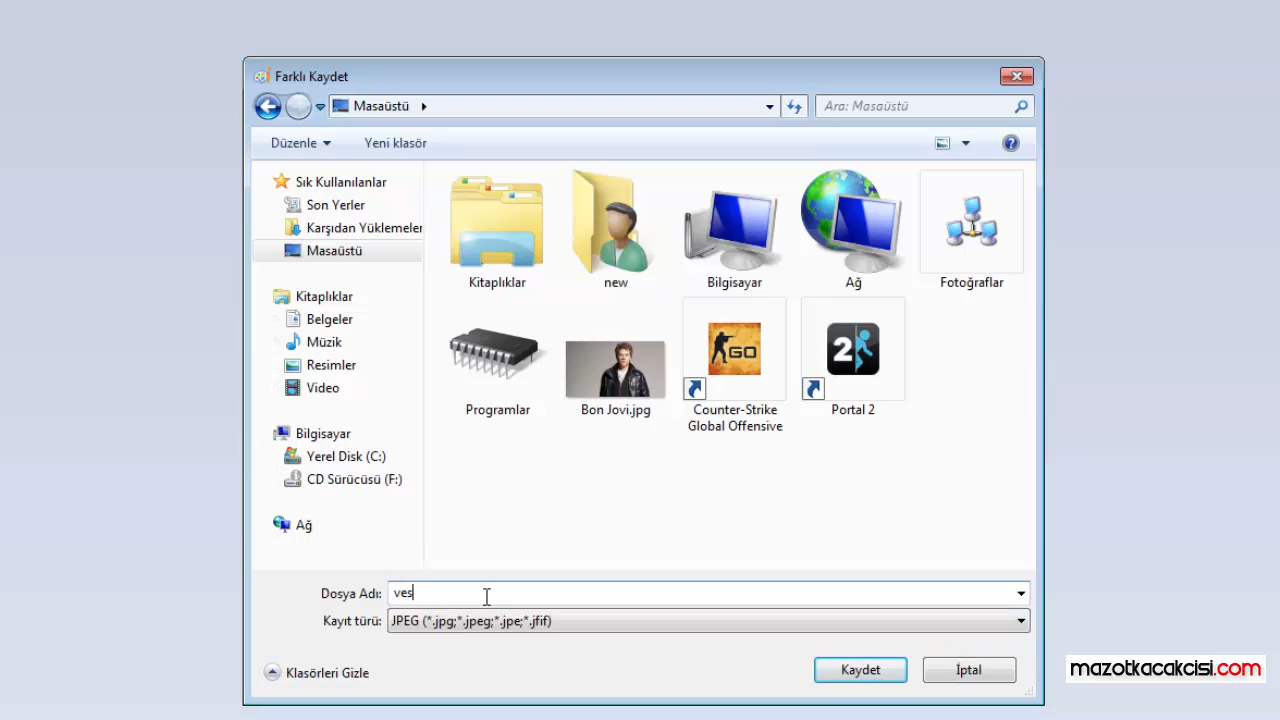 Farklı Kaydet
Masaüstü
Ara: Masaüstü
Düzenle
Yeni klasör
Sık Kullanılanlar
Son Yerler
Karşıdan Yüklemeler
Masaüstü
Kitaplıklar
Belgeler
Müzik
Resimler
Video
Bilgisayar
Yerel Disk (C:)
CD Sürücüsü (F:)
Ağ
Kitaplıklar
new
Bilgisayar
Ağ
Fotoğraflar
Programlar
Bon Jovi.jpg
GO
Counter-Strike
Global Offensive
2
Portal 2
Dosya Adı:
ves
Kayıt türü:
JPEG (*.jpg;*.jpeg;*.jpe;*.jfif)
Klasörleri Gizle
Kaydet
İptal
mazotkacakcisi.com